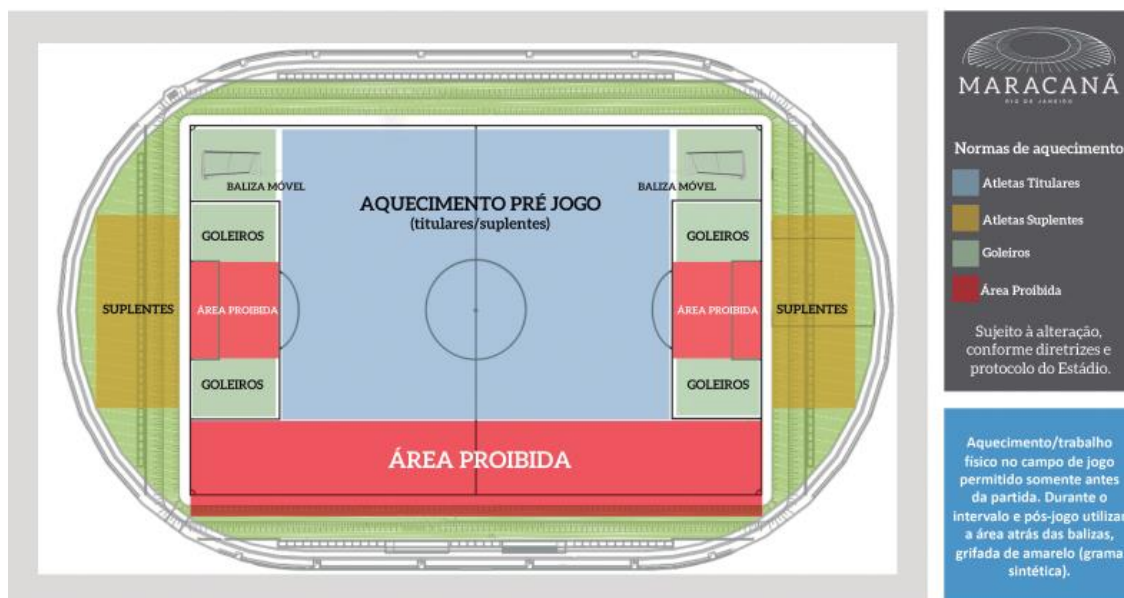 BALIZA MÓVEL
BALIZA MÓVEL
AQUECIMENTO PRÉ JOGO
(titulares/suplentes)
GOLEIROS
GOLEIROS
SUPLENTES
ÁREA PROIBIDA
ÁREA PROIBIDA
SUPLENTES
GOLEIROS
GOLEIROS
ÁREA PROIBIDA
MARACANÃ
RIO DE JANEIRO
Normas de aquecimento
Atletas Titulares
Atletas Suplentes
Goleiros
Área Proibida
Sujeito à alteração,
conforme diretrizes e
protocolo do Estádio.
Aquecimento/trabalho
físico no campo de jogo
permitido somente antes
da partida. Durante o
intervalo e pós-jogo utilizar
a área atrás das balizas,
grifada de amarelo (grama
sintética).